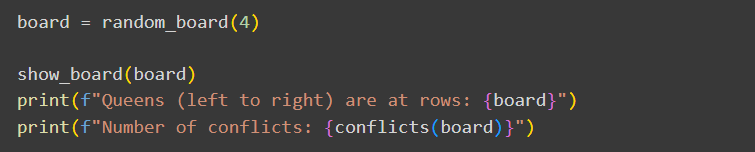 board = random_board(4)
show_board(board)
print(f"Queens (left to right) are at rows: {board}")
print(f"Number of conflicts: {conflicts(board)}")